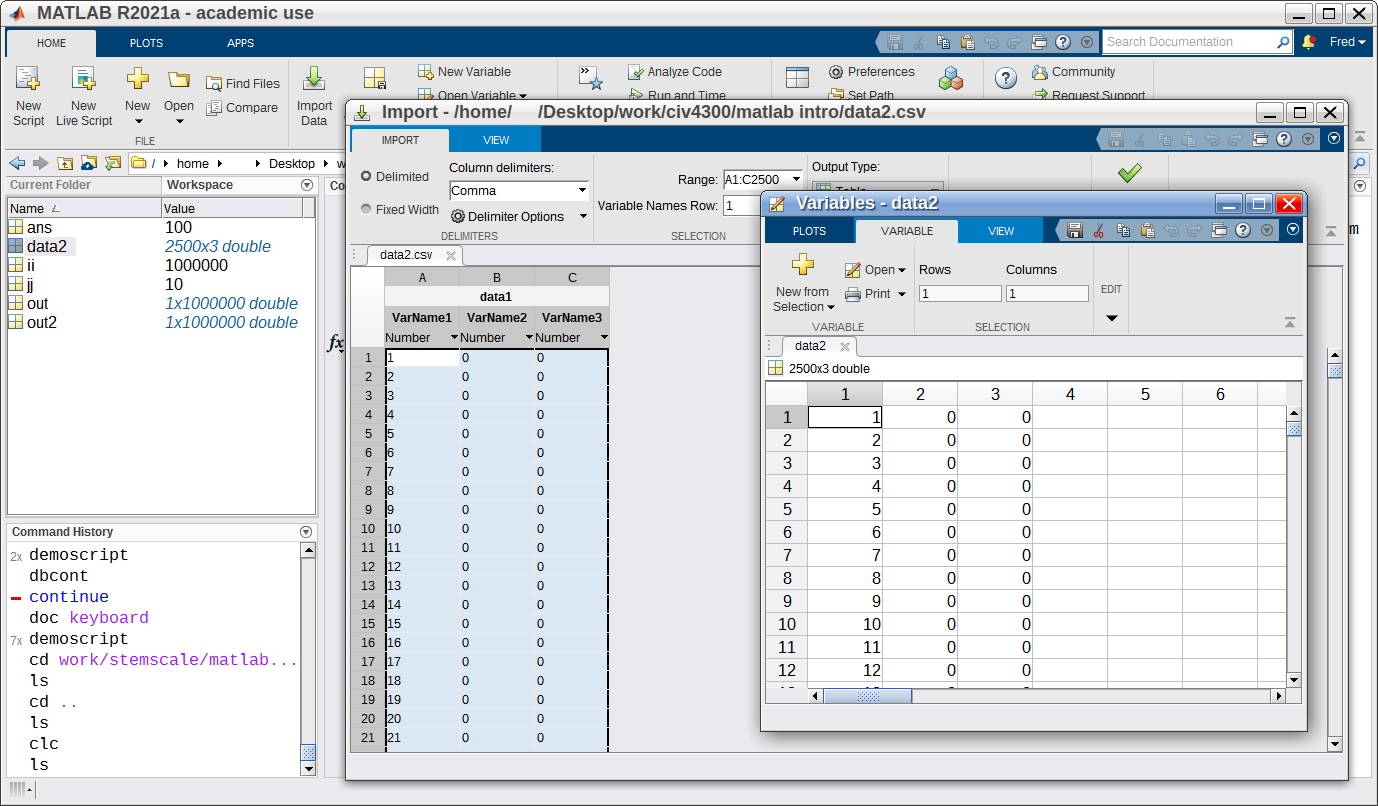 MATLAB R2021a - academic use
HOME PLOTS APPS
Search Documentation
Fred
New Script
New Live Script
New
Open
Find Files
Compare
FILE
Import Data
New Variable
Open Variable
Analyze Code
Run and Time
Preferences
Set Path
Community
Request Support
/ home Desktop w
Current Folder
Workspace
Co
Name Value
ans 100
data2 2500x3 double
ii 1000000
jj 10
out 1x1000000 double
out2 1x1000000 double
fx
m
Command History
2x demoscript
dbcont
continue
doc keyboard
7x demoscript
cd work/stemscale/matlab...
ls
cd ..
ls
clc
ls
Import - /home/ /Desktop/work/civ4300/matlab intro/data2.csv
IMPORT VIEW
Delimited
Fixed Width
Column delimiters:
Comma
Delimiter Options
DELIMITERS
Range: A1:C2500
Variable Names Row: 1
SELECTION
Output Type:
Table
data2.csv
A B C
data1
VarName1 VarName2 VarName3
Number Number Number
1 1 0 0
2 2 0 0
3 3 0 0
4 4 0 0
5 5 0 0
6 6 0 0
7 7 0 0
8 8 0 0
9 9 0 0
10 10 0 0
11 11 0 0
12 12 0 0
13 13 0 0
14 14 0 0
15 15 0 0
16 16 0 0
17 17 0 0
18 18 0 0
19 19 0 0
20 20 0 0
21 21 0 0
Variables - data2
PLOTS VARIABLE VIEW
New from Selection
Open
Print
VARIABLE
Rows Columns
1 1
SELECTION
EDIT
data2
2500x3 double
1 2 3 4 5 6
1 1 0 0
2 2 0 0
3 3 0 0
4 4 0 0
5 5 0 0
6 6 0 0
7 7 0 0
8 8 0 0
9 9 0 0
10 10 0 0
11 11 0 0
12 12 0 0